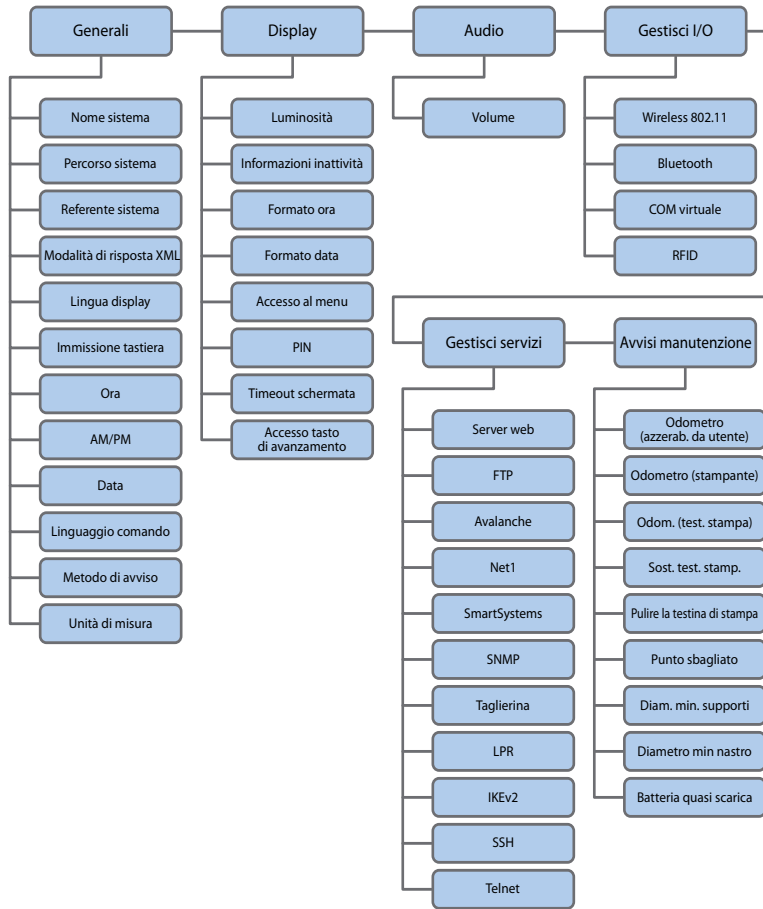 Generali
Display
Audio
Gestisci I/O
Nome sistema
Percorso sistema
Referente sistema
Modalità di risposta XML
Lingua display
Immissione tastiera
Ora
AM/PM
Data
Linguaggio comando
Metodo di avviso
Unità di misura
Luminosità
Informazioni inattività
Formato ora
Formato data
Accesso al menu
PIN
Timeout schermata
Accesso tasto
di avanzamento
Volume
Wireless 802.11
Bluetooth
COM virtuale
RFID
Gestisci servizi
Avvisi manutenzione
Server web
FTP
Avalanche
Net1
SmartSystems
SNMP
Taglierina
LPR
IKEv2
SSH
Telnet
Odometro
(azzerab. da utente)
Odometro (stampante)
Odom. (test. stampa)
Sost. test. stamp.
Pulire la testina di stampa
Punto sbagliato
Diam. min. supporti
Diametro min nastro
Batteria quasi scarica